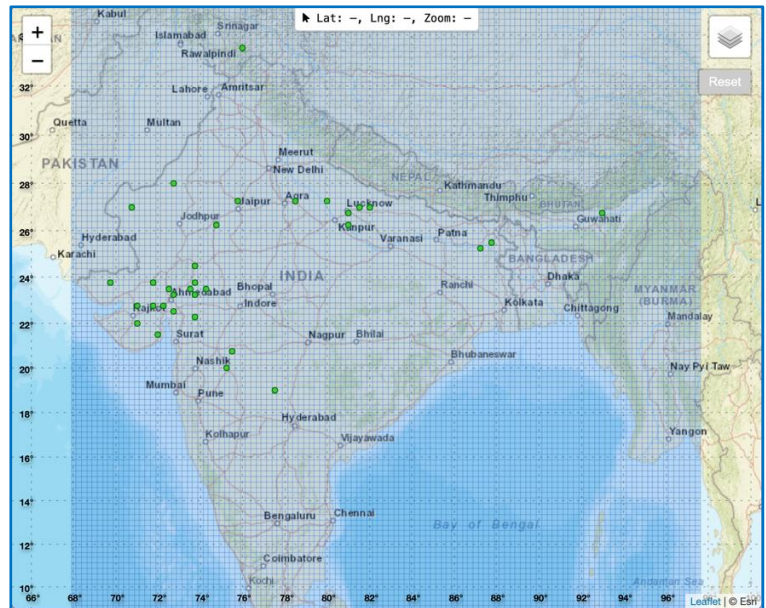 Lat: –, Lng: –, Zoom: –
+
−
Reset
Kabul
Srinagar
Islamabad
Rawalpindi
32°
Lahore
Amritsar
Quetta
Multan
30°
Meerut
New Delhi
PAKISTAN
28°
NEPAL
Kathmandu
Thimphu
BHUTAN
Jaipur
Agra
Lucknow
Jodhpur
Guwahati
26°
Hyderabad
Kanpur
Varanasi
Patna
Karachi
BANGLADESH
24°
INDIA
Dhaka
Ahmedabad
Bhopal
Ranchi
MYANMAR
(BURMA)
Rajkot
Indore
Kolkata
Chittagong
Mandalay
22°
Surat
Nagpur
Bhilai
Bhubaneswar
20°
Nashik
Nay Pyi Taw
Mumbai
Pune
18°
Hyderabad
Kolhapur
Vijayawada
Yangon
16°
14°
Bengaluru
Chennai
Bay of Bengal
12°
Coimbatore
Kochi
Andaman Sea
10°
66° 68° 70° 72° 74° 76° 78° 80° 82° 84° 86° 88° 90° 92° 94° 96°
Leaflet | © Esri